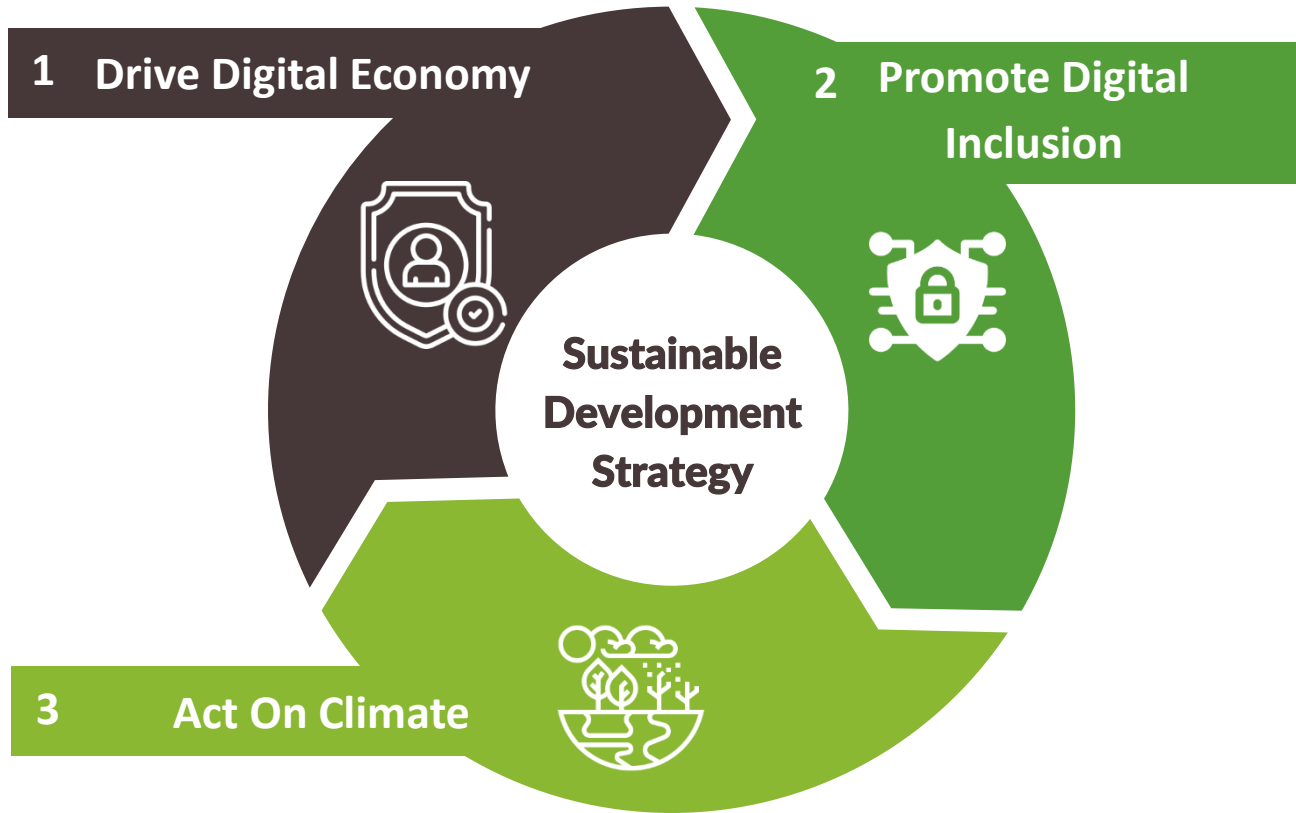 1 Drive Digital Economy
2 Promote Digital
Inclusion
Sustainable
Development
Strategy
3 Act On Climate